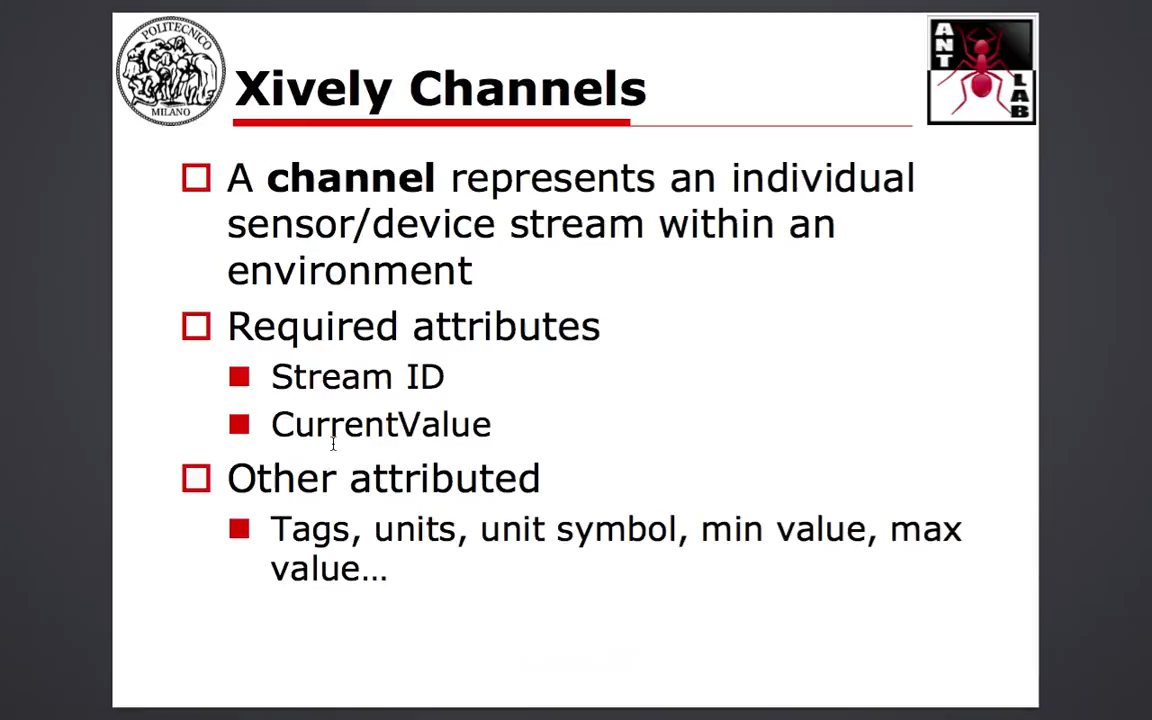 POLITECNICO
MILANO
Xively Channels
ANT
LAB
A channel represents an individual
sensor/device stream within an
environment
Required attributes
Stream ID
CurrentValue
Other attributed
Tags, units, unit symbol, min value, max
value…